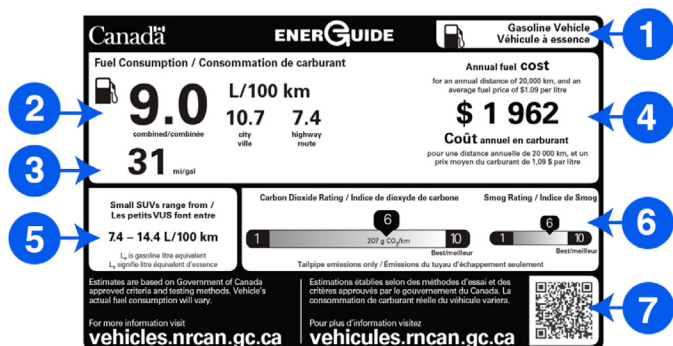 Canada
ENERGUIDE
Gasoline Vehicle
Véhicule à essence
1
Fuel Consumption / Consommation de carburant
2
9.0
combined/combinée
L/100 km
10.7
city
ville
7.4
highway
route
3
31 mi/gal
Annual fuel cost
for an annual distance of 20,000 km, and an
average fuel price of $1.09 per litre
$ 1 962
Coût annuel en carburant
pour une distance annuelle de 20 000 km, et un
prix moyen du carburant de 1,09 $ par litre
4
Small SUVs range from /
Les petits VUS font entre
7.4 – 14.4 L/100 km
Le is gasoline litre equivalent
Le signifie litre équivalent d'essence
5
Carbon Dioxide Rating / Indice de dioxyde de carbone
6
1
207 g CO2/km
10
Best/meilleur
Smog Rating / Indice de Smog
6
1
10
Best/meilleur
Tailpipe emissions only / Émissions du tuyau d'échappement seulement
6
Estimates are based on Government of Canada
approved criteria and testing methods. Vehicle's
actual fuel consumption will vary.
For more information visit
vehicles.nrcan.gc.ca
Estimations établies selon des méthodes d'essai et des
critères approuvés par le gouvernement du Canada. La
consommation de carburant réelle du véhicule variera.
Pour plus d'information visitez
vehicules.rncan.gc.ca
7